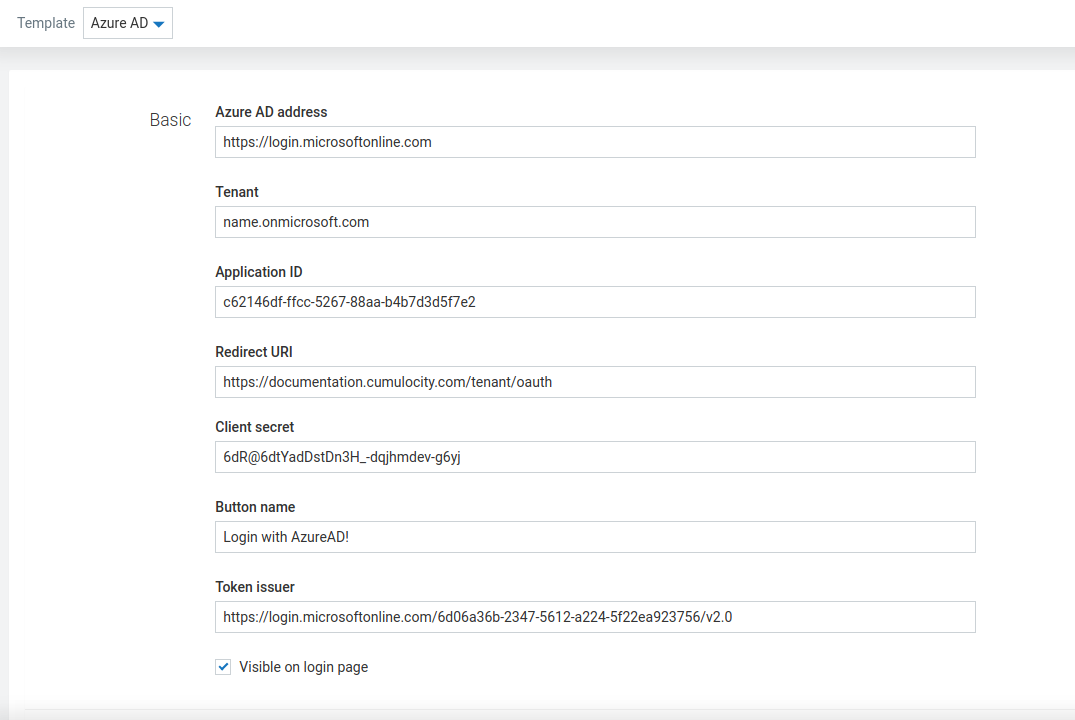 Template Azure AD
Basic
Azure AD address
https://login.microsoftonline.com
Tenant
name.onmicrosoft.com
Application ID
c62146df-ffcc-5267-88aa-b4b7d3d5f7e2
Redirect URI
https://documentation.cumulocity.com/tenant/oauth
Client secret
6dR@6dtYadDstDn3H_-dqjhmdev-g6yj
Button name
Login with AzureAD!
Token issuer
https://login.microsoftonline.com/6d06a36b-2347-5612-a224-5f22ea923756/v2.0
Visible on login page